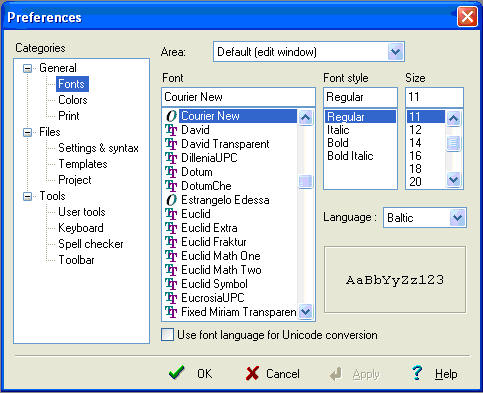 Preferences
Categories
General
Fonts
Colors
Print
Files
Settings & syntax
Templates
Project
Tools
User tools
Keyboard
Spell checker
Toolbar
Area: Default (edit window)
Font
Courier New
Courier New
David
David Transparent
DilleniaUPC
Dotum
DotumChe
Estrangelo Edessa
Euclid
Euclid Extra
Euclid Fraktur
Euclid Math One
Euclid Math Two
Euclid Symbol
EucrosiaUPC
Fixed Miriam Transparen
Font style
Regular
Regular
Italic
Bold
Bold Italic
Size
11
11
12
14
16
18
20
Language : Baltic
AaBbYyZz123
Use font language for Unicode conversion
OK Cancel Apply Help